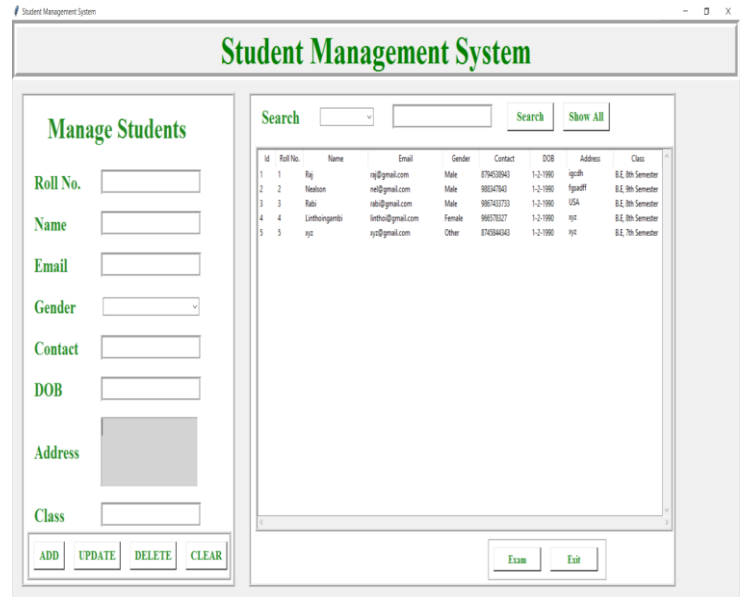 Student Management System
Student Management System
Manage Students
Roll No.
Name
Email
Gender
Contact
DOB
Address
Class
ADD UPDATE DELETE CLEAR
Search Search Show All
Id Roll No. Name Email Gender Contact DOB Address Class
1 1 Raj raj@gmail.com Male 8794538943 1-2-1990 igcdh B.E, 8th Semester
2 2 Nealson nel@gmail.com Male 988347843 1-2-1990 figsadff B.E, 9th Semester
3 3 Rabi rabi@gmail.com Male 9867433733 1-2-1990 USA B.E, 8th Semester
4 4 Linthoingambi linthoi@gmail.com Female 966578327 1-2-1990 xyz B.E, 8th Semester
5 5 xyz xyz@gmail.com Other 8745844343 1-2-1990 xyz B.E, 7th Semester
Exam Exit